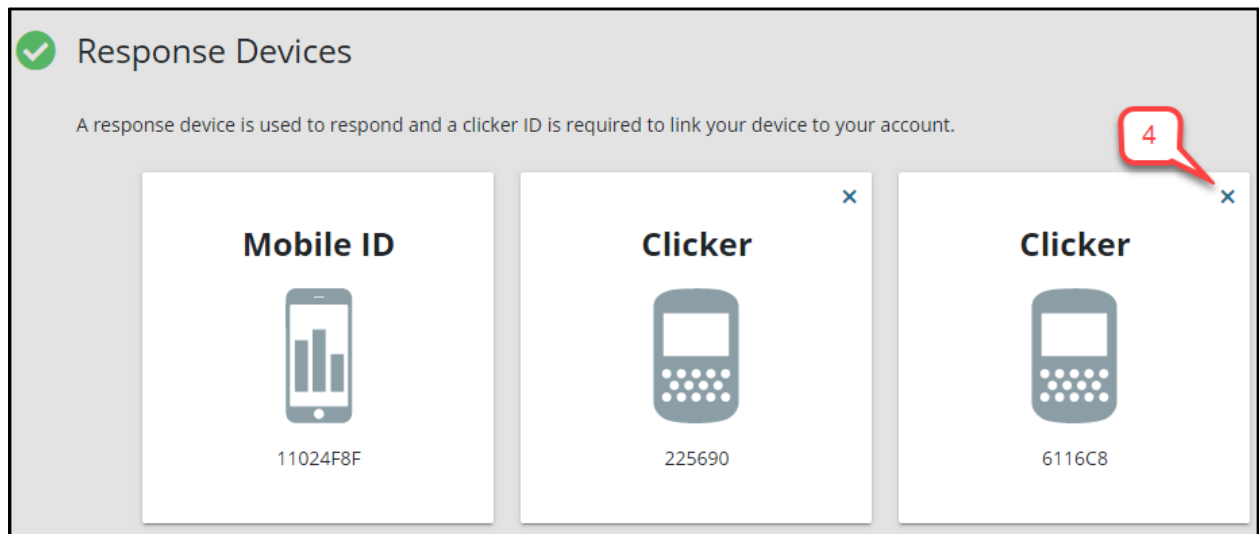 Response Devices
A response device is used to respond and a clicker ID is required to link your device to your account.
4
Mobile ID
Clicker
Clicker
11024F8F
225690
6116C8